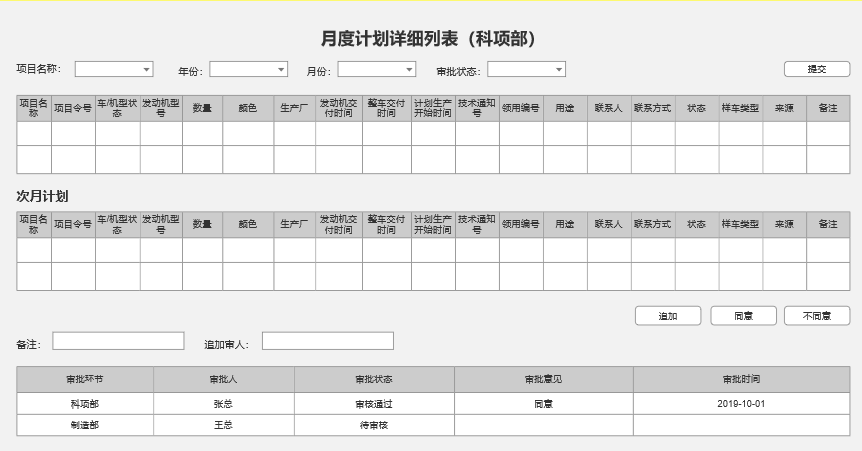 月度计划详细列表（科项部）
项目名称： 年份： 月份： 审批状态： 提交
项目名称 项目令号 车/机型状态 发动机型号 数量 颜色 生产厂 发动机交付时间 整车交付时间 计划生产开始时间 技术通知号 领用编号 用途 联系人 联系方式 状态 样车类型 来源 备注
次月计划
项目名称 项目令号 车/机型状态 发动机型号 数量 颜色 生产厂 发动机交付时间 整车交付时间 计划生产开始时间 技术通知号 领用编号 用途 联系人 联系方式 状态 样车类型 来源 备注
追加 同意 不同意
备注： 追加审人：
审批环节 审批人 审批状态 审批意见 审批时间
科项部 张总 审核通过 同意 2019-10-01
制造部 王总 待审核